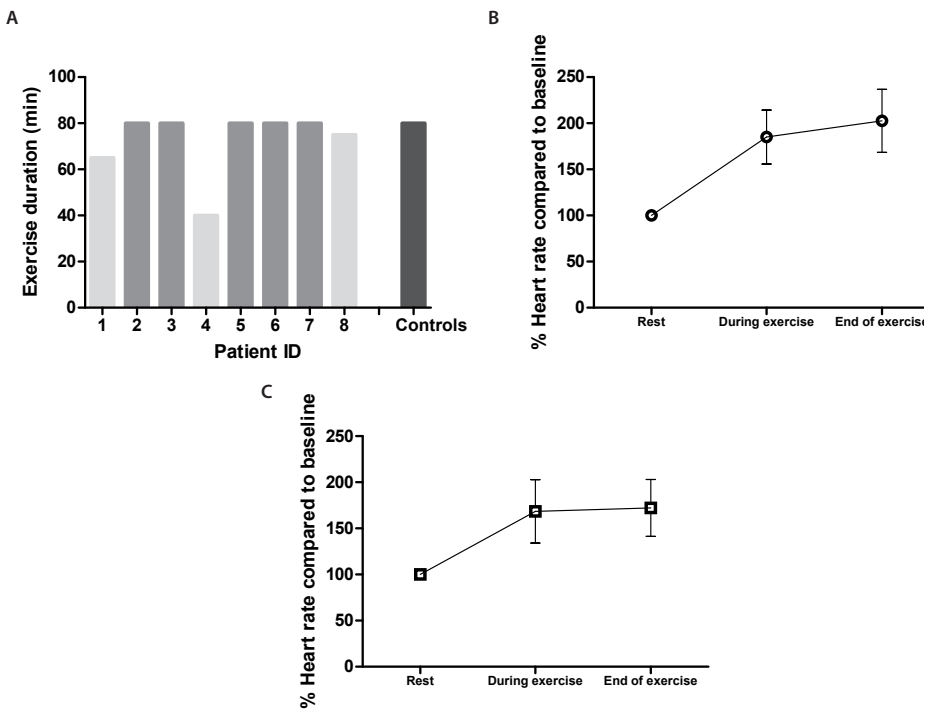 A
Exercise duration (min)
100
80
60
40
20
0
1 2 3 4 5 6 7 8 Controls
Patient ID
B
% Heart rate compared to baseline
250
200
150
100
50
0
Rest During exercise End of exercise
C
% Heart rate compared to baseline
250
200
150
100
50
0
Rest During exercise End of exercise